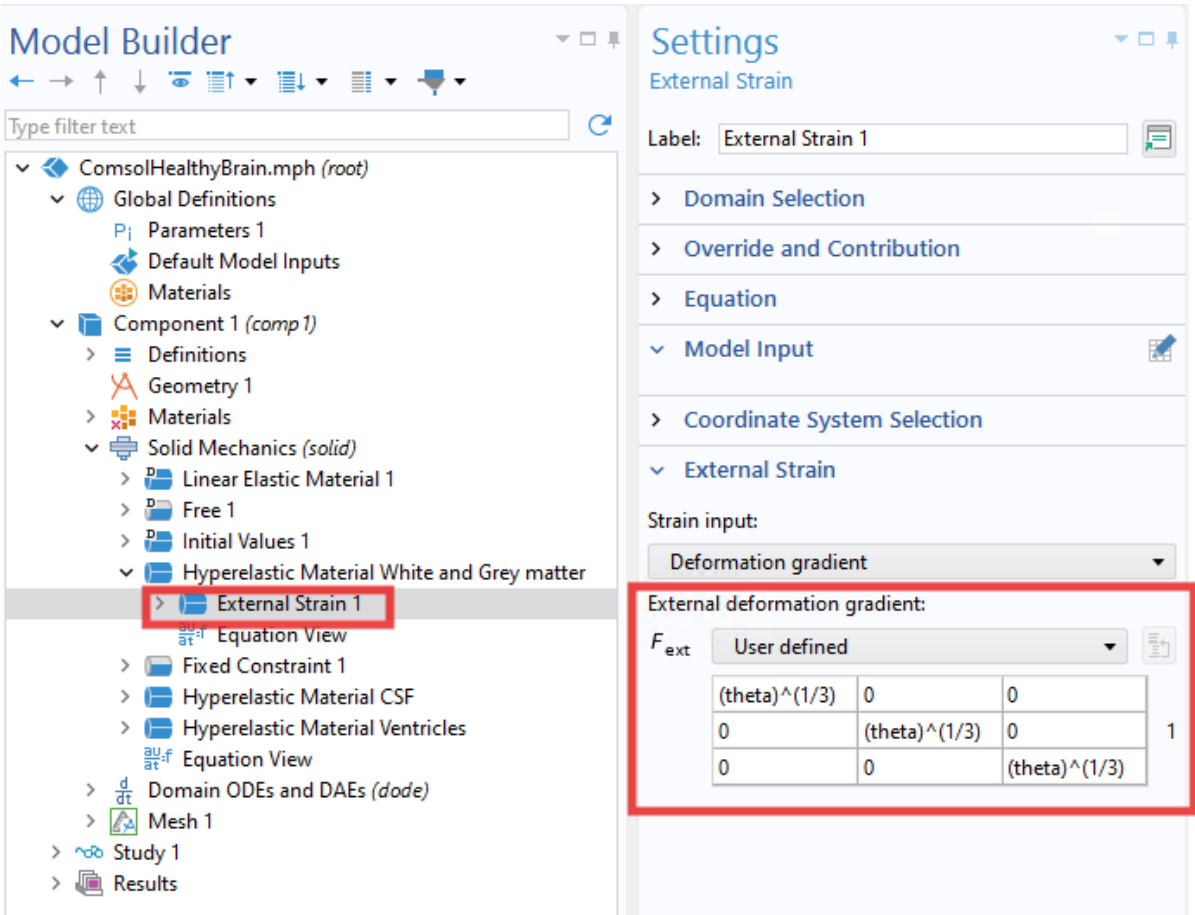 Model Builder
Type filter text
ComsolHealthyBrain.mph (root)
Global Definitions
Pi Parameters 1
Default Model Inputs
Materials
Component 1 (comp1)
Definitions
Geometry 1
Materials
Solid Mechanics (solid)
D Linear Elastic Material 1
D Free 1
D Initial Values 1
Hyperelastic Material White and Grey matter
External Strain 1
∂u/∂t=f Equation View
Fixed Constraint 1
Hyperelastic Material CSF
Hyperelastic Material Ventricles
∂u/∂t=f Equation View
d/dt Domain ODEs and DAEs (dode)
Mesh 1
Study 1
Results
Settings
External Strain
Label: External Strain 1
Domain Selection
Override and Contribution
Equation
Model Input
Coordinate System Selection
External Strain
Strain input:
Deformation gradient
External deformation gradient:
F ext User defined
(theta)^(1/3) 0 0
0 (theta)^(1/3) 0 1
0 0 (theta)^(1/3)